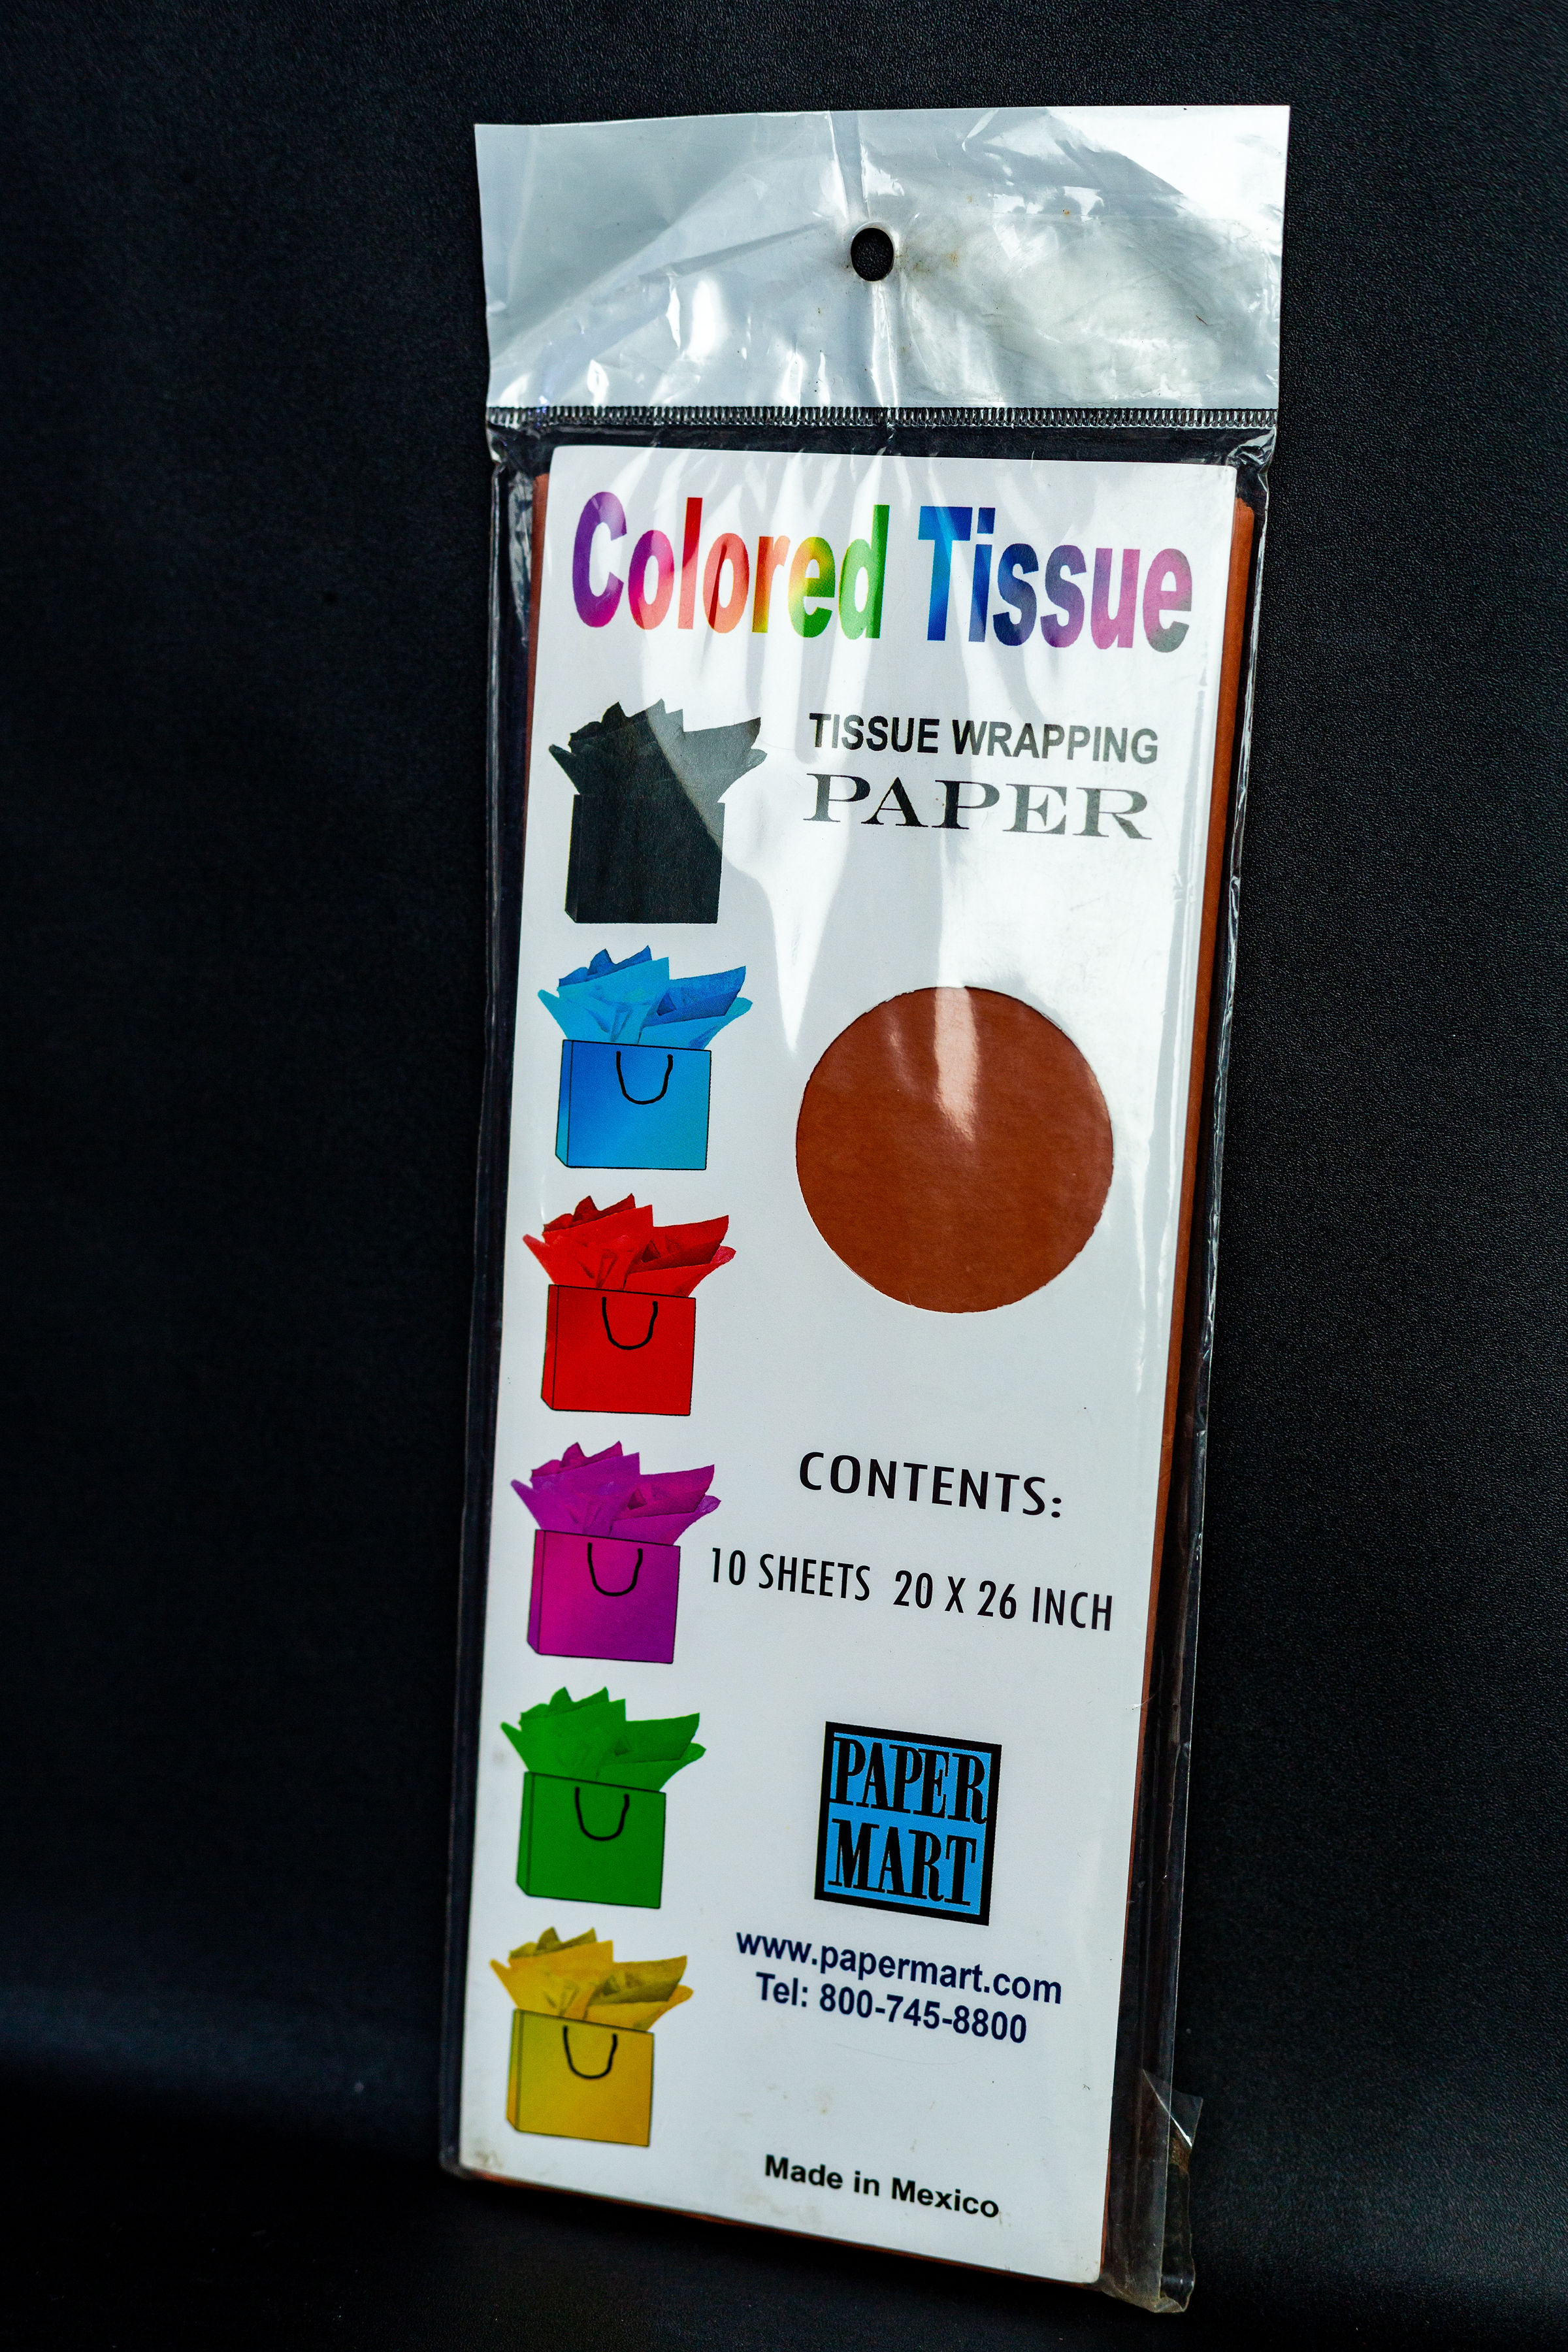 Colored Tissue
TISSUE WRAPPING
PAPER
CONTENTS:
10 SHEETS 20 X 26 INCH
PAPER
MART
www.papermart.com
Tel: 800-745-8800
Made in Mexico